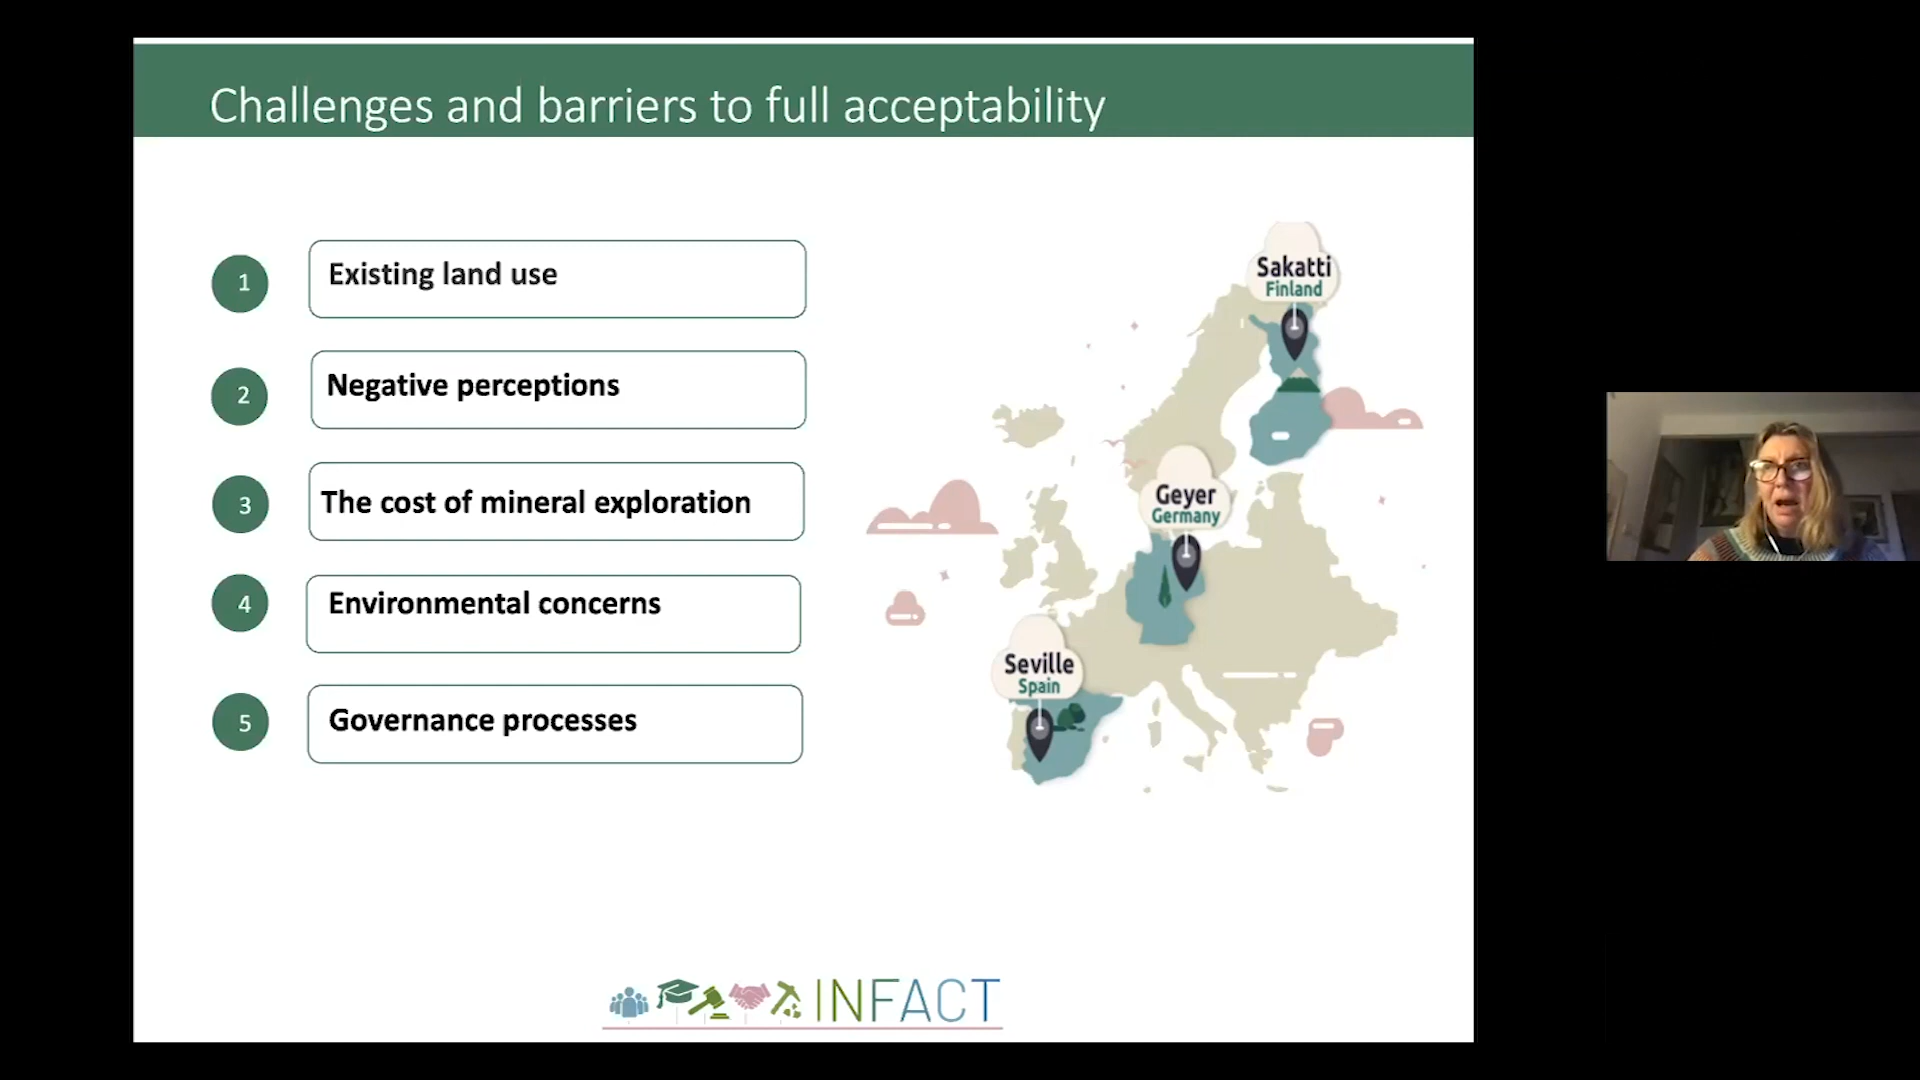 Challenges and barriers to full acceptability
1
Existing land use
2
Negative perceptions
3
The cost of mineral exploration
4
Environmental concerns
5
Governance processes
Sakatti
Finland
Geyer
Germany
Seville
Spain
INFACT